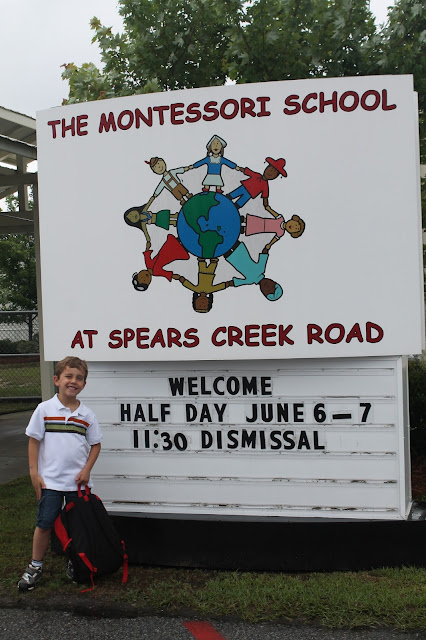 THE MONTESSORI SCHOOL
AT SPEARS CREEK ROAD
WELCOME
HALF DAY JUNE 6-7
11:30 DISMISSAL